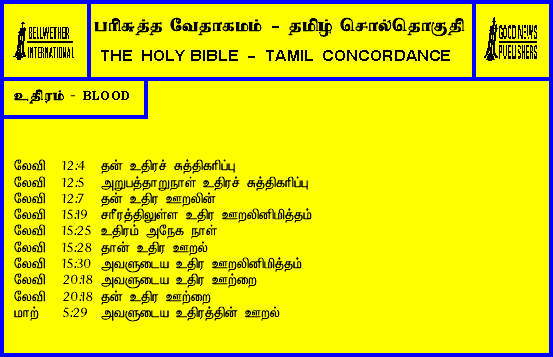 BELLWETHER
INTERNATIONAL
பரிசுத்த வேதாகமம் - தமிழ் சொல்தொகுதி
THE HOLY BIBLE - TAMIL CONCORDANCE
GOOD NEWS
PUBLISHERS
உதிரம் - BLOOD
லேவி 12:4 தன் உதிரச் சுத்திகரிப்பு
லேவி 12:5 அறுபத்தாறுநாள் உதிரச் சுத்திகரிப்பு
லேவி 12:7 தன் உதிர ஊறலின்
லேவி 15:19 சரீரத்திலுள்ள உதிர ஊறலினிமித்தம்
லேவி 15:25 உதிரம் அநேக நாள்
லேவி 15:28 தான் உதிர ஊறல்
லேவி 15:30 அவளுடைய உதிர ஊறலினிமித்தம்
லேவி 20:18 அவளுடைய உதிர ஊற்றை
லேவி 20:18 தன் உதிர ஊற்றை
மாற் 5:29 அவளுடைய உதிரத்தின் ஊறல்